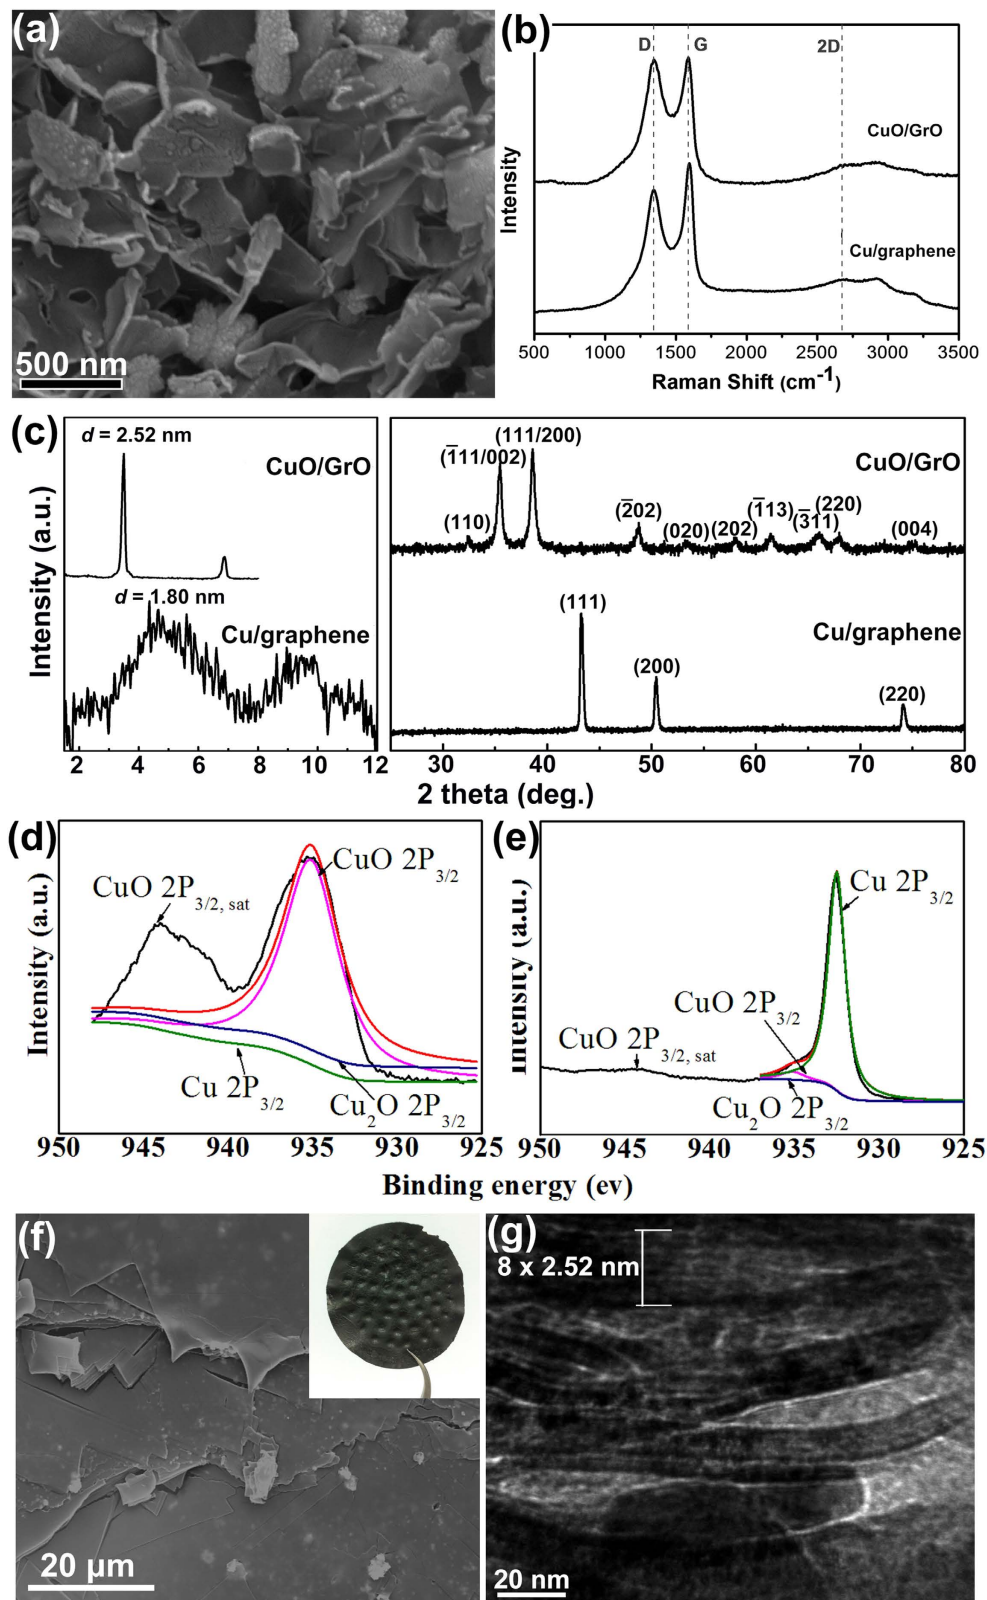 (a)
500 nm
(b)
D
G
2D
CuO/GrO
Cu/graphene
Intensity
500
1000
1500
2000
2500
3000
3500
Raman Shift (cm⁻¹)
(c)
d = 2.52 nm
CuO/GrO
d = 1.80 nm
Cu/graphene
Intensity (a.u.)
2
4
6
8
10
12
(111/200)
(1̅11/002)
CuO/GrO
(110)
(2̅02)
(020)
(202)
(1̅13)
(220)
(3̅11)
(004)
(111)
Cu/graphene
(200)
(220)
30
40
50
60
70
80
2 theta (deg.)
(d)
CuO 2P3/2
CuO 2P3/2, sat
Intensity (a.u.)
Cu 2P3/2
Cu₂O 2P3/2
950
945
940
935
930
925
(e)
Cu 2P3/2
CuO 2P3/2
CuO 2P3/2, sat
Cu₂O 2P3/2
Intensity (a.u.)
950
945
940
935
930
925
Binding energy (ev)
(f)
20 µm
(g)
8 x 2.52 nm
20 nm